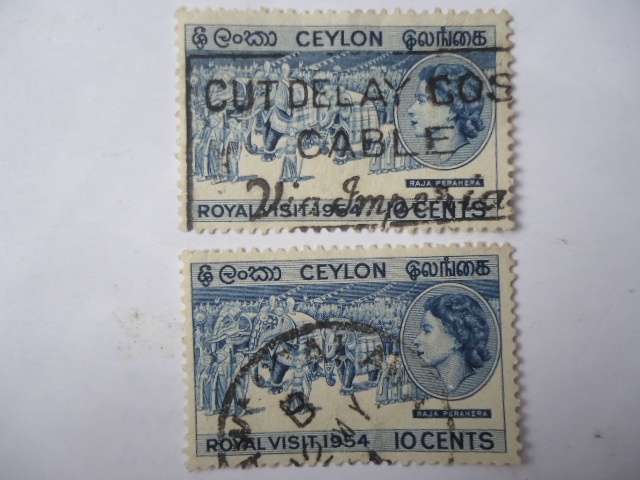 ශ්‍රී ලංකා CEYLON இலங்கை
CUT DELAY COS
CABLE
Via Imperial
RAJA PERAHERA
ROYAL VISIT 1954 10 CENTS
ශ්‍රී ලංකා CEYLON இலங்கை
RAJA PERAHERA
ROYAL VISIT 1954 10 CENTS
B
MY